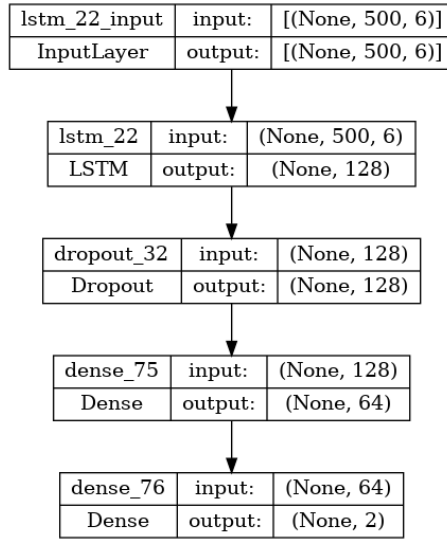 lstm_22_input input: [(None, 500, 6)]
InputLayer output: [(None, 500, 6)]
lstm_22 input: (None, 500, 6)
LSTM output: (None, 128)
dropout_32 input: (None, 128)
Dropout output: (None, 128)
dense_75 input: (None, 128)
Dense output: (None, 64)
dense_76 input: (None, 64)
Dense output: (None, 2)